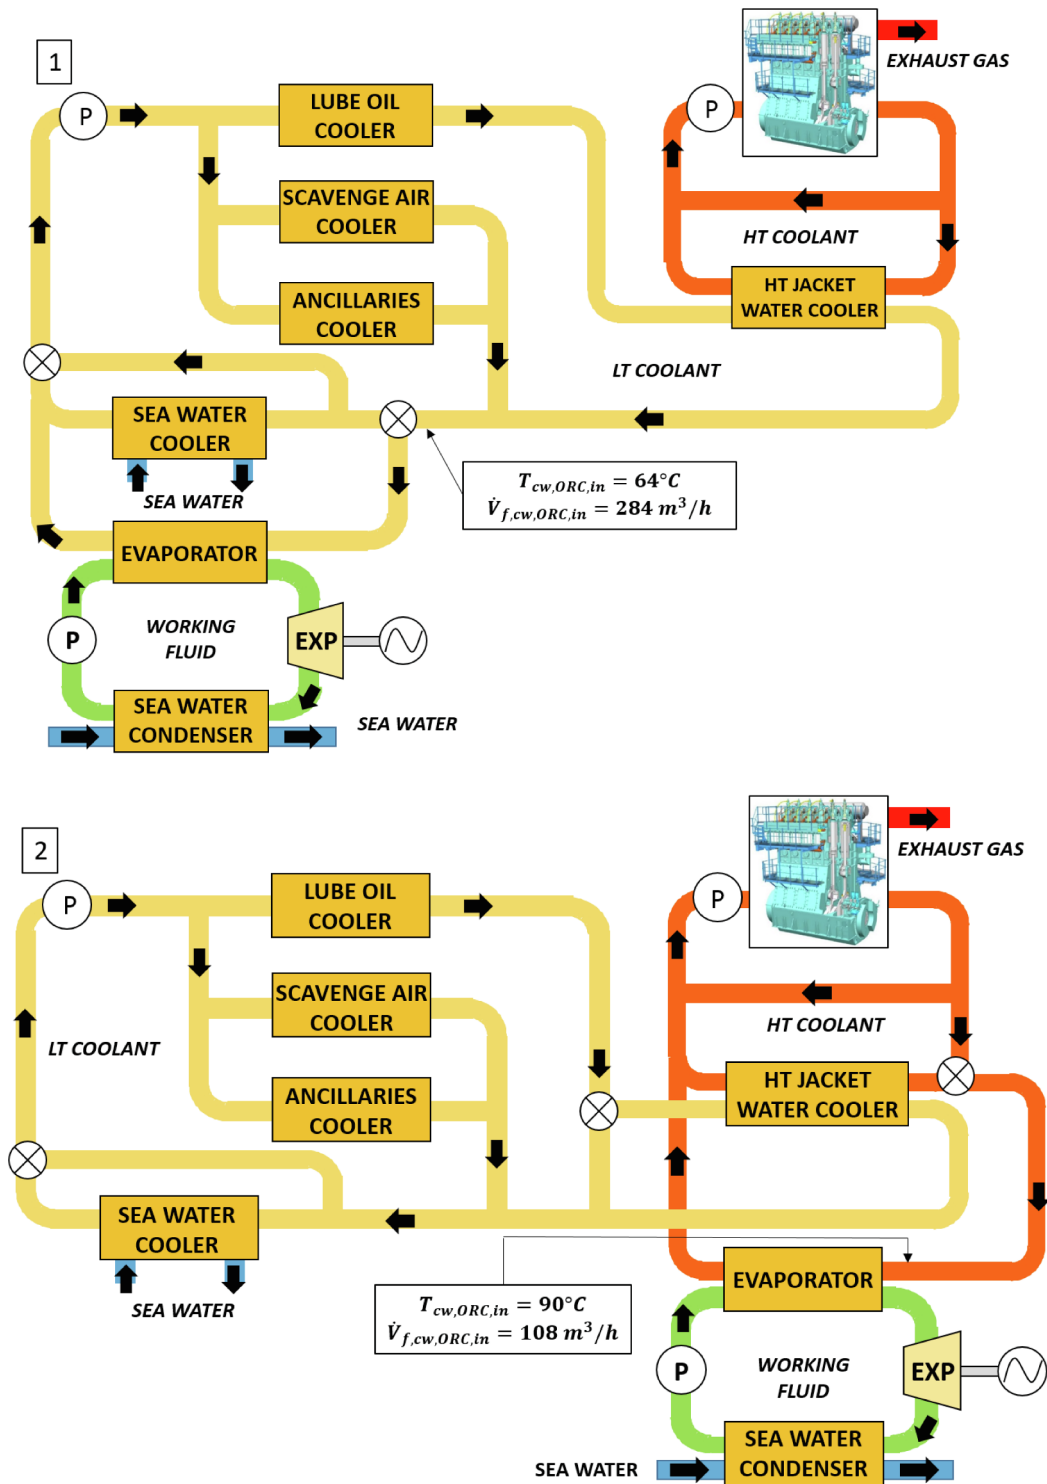 1
EXHAUST GAS
P
LUBE OIL
COOLER
P
SCAVENGE AIR
COOLER
HT COOLANT
ANCILLARIES
COOLER
HT JACKET
WATER COOLER
LT COOLANT
SEA WATER
COOLER
SEA WATER
T_{cw,ORC,in} = 64°C
V̇_{f,cw,ORC,in} = 284 m³/h
EVAPORATOR
P
WORKING
FLUID
EXP
SEA WATER
CONDENSER
SEA WATER
2
EXHAUST GAS
P
LUBE OIL
COOLER
P
SCAVENGE AIR
COOLER
HT COOLANT
LT COOLANT
ANCILLARIES
COOLER
HT JACKET
WATER COOLER
SEA WATER
COOLER
SEA WATER
EVAPORATOR
T_{cw,ORC,in} = 90°C
V̇_{f,cw,ORC,in} = 108 m³/h
P
WORKING
FLUID
EXP
SEA WATER
CONDENSER
SEA WATER